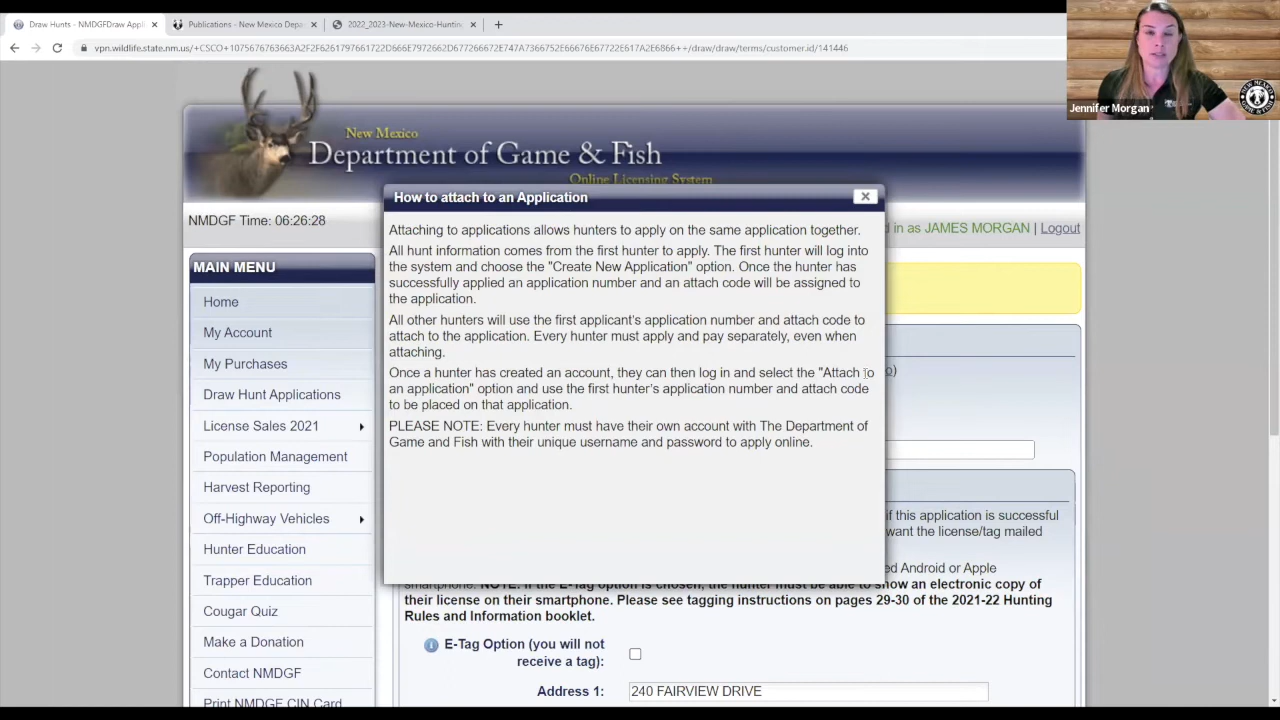 Draw Hunts - NMDGFDraw Appli
Publications - New Mexico Depa
2022_2023-New-Mexico-Hunting
Jennifer Morgan
New Mexico
Department of Game & Fish
Online Licensing System
NMDGF Time: 06:26:28
d in as JAMES MORGAN | Logout
MAIN MENU
Home
My Account
My Purchases
Draw Hunt Applications
License Sales 2021
Population Management
Harvest Reporting
Off-Highway Vehicles
Hunter Education
Trapper Education
Cougar Quiz
Make a Donation
Contact NMDGF
Print NMDGF CIN Card
How to attach to an Application
Attaching to applications allows hunters to apply on the same application together.
All hunt information comes from the first hunter to apply. The first hunter will log into
the system and choose the "Create New Application" option. Once the hunter has
successfully applied an application number and an attach code will be assigned to
the application.
All other hunters will use the first applicant's application number and attach code to
attach to the application. Every hunter must apply and pay separately, even when
attaching.
Once a hunter has created an account, they can then log in and select the "Attach to
an application" option and use the first hunter's application number and attach code
to be placed on that application.
PLEASE NOTE: Every hunter must have their own account with The Department of
Game and Fish with their unique username and password to apply online.
if this application is successful
want the license/tag mailed
ed Android or Apple
smartphone. NOTE: If the E-Tag option is chosen, the hunter must be able to show an electronic copy of
their license on their smartphone. Please see tagging instructions on pages 29-30 of the 2021-22 Hunting
Rules and Information booklet.
E-Tag Option (you will not
receive a tag):
Address 1:
240 FAIRVIEW DRIVE